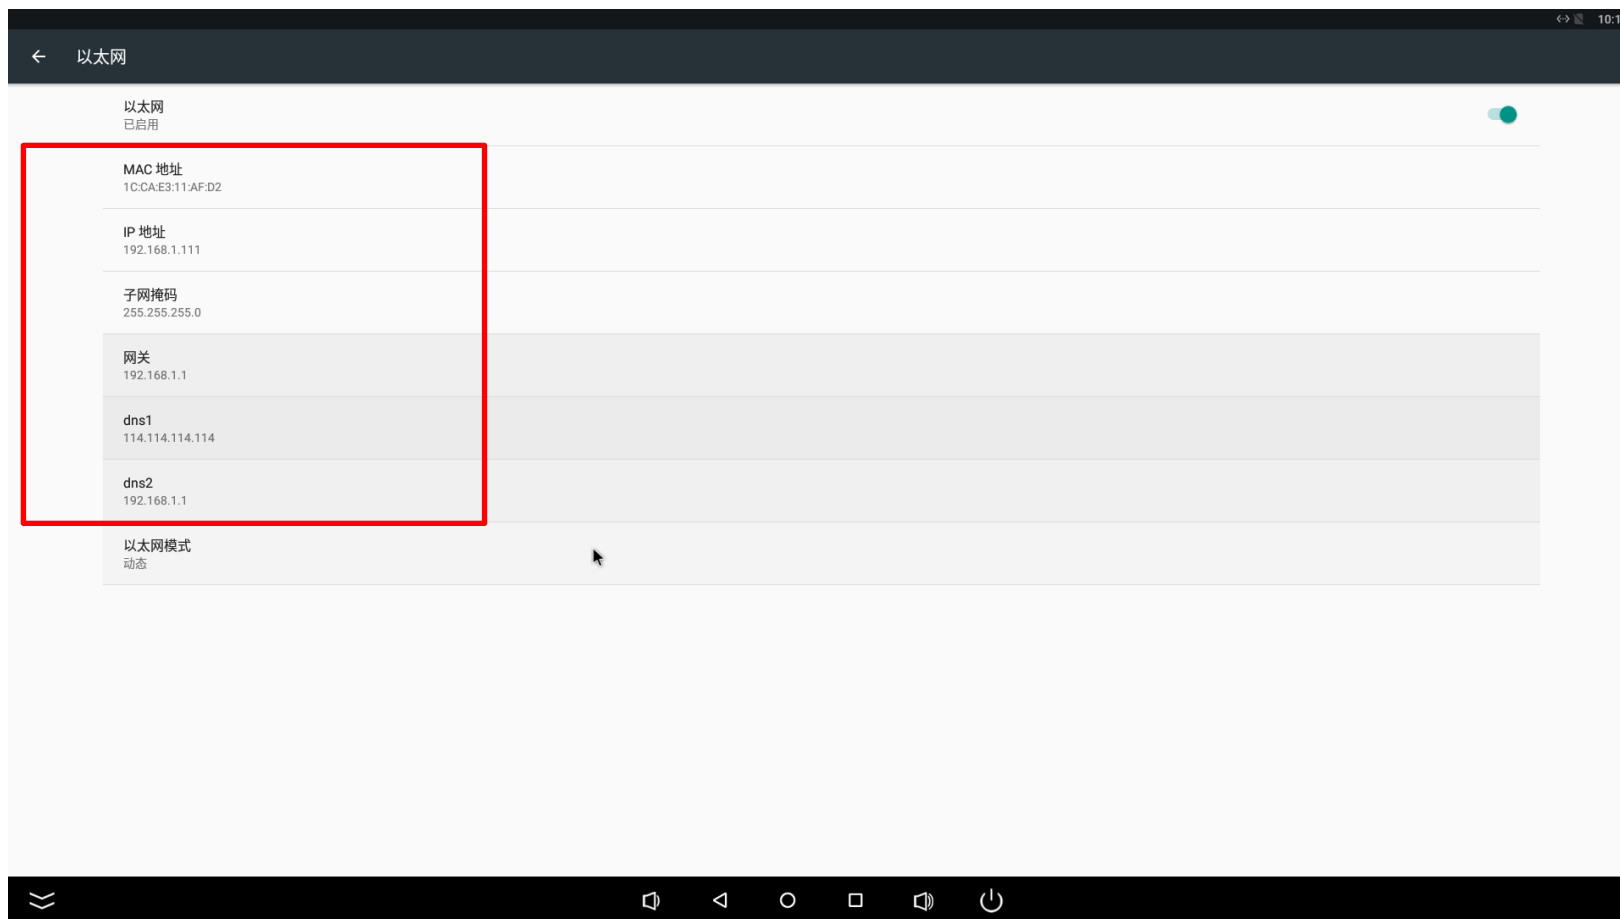 10:1
以太网
以太网
已启用
MAC 地址
1C:CA:E3:11:AF:D2
IP 地址
192.168.1.111
子网掩码
255.255.255.0
网关
192.168.1.1
dns1
114.114.114.114
dns2
192.168.1.1
以太网模式
动态